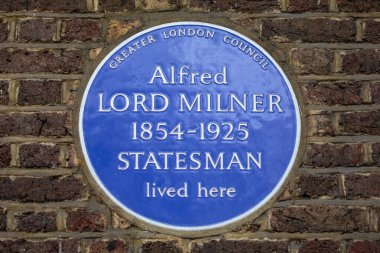 GREATER LONDON COUNCIL
Alfred
LORD MILNER
1854-1925
STATESMAN
lived here